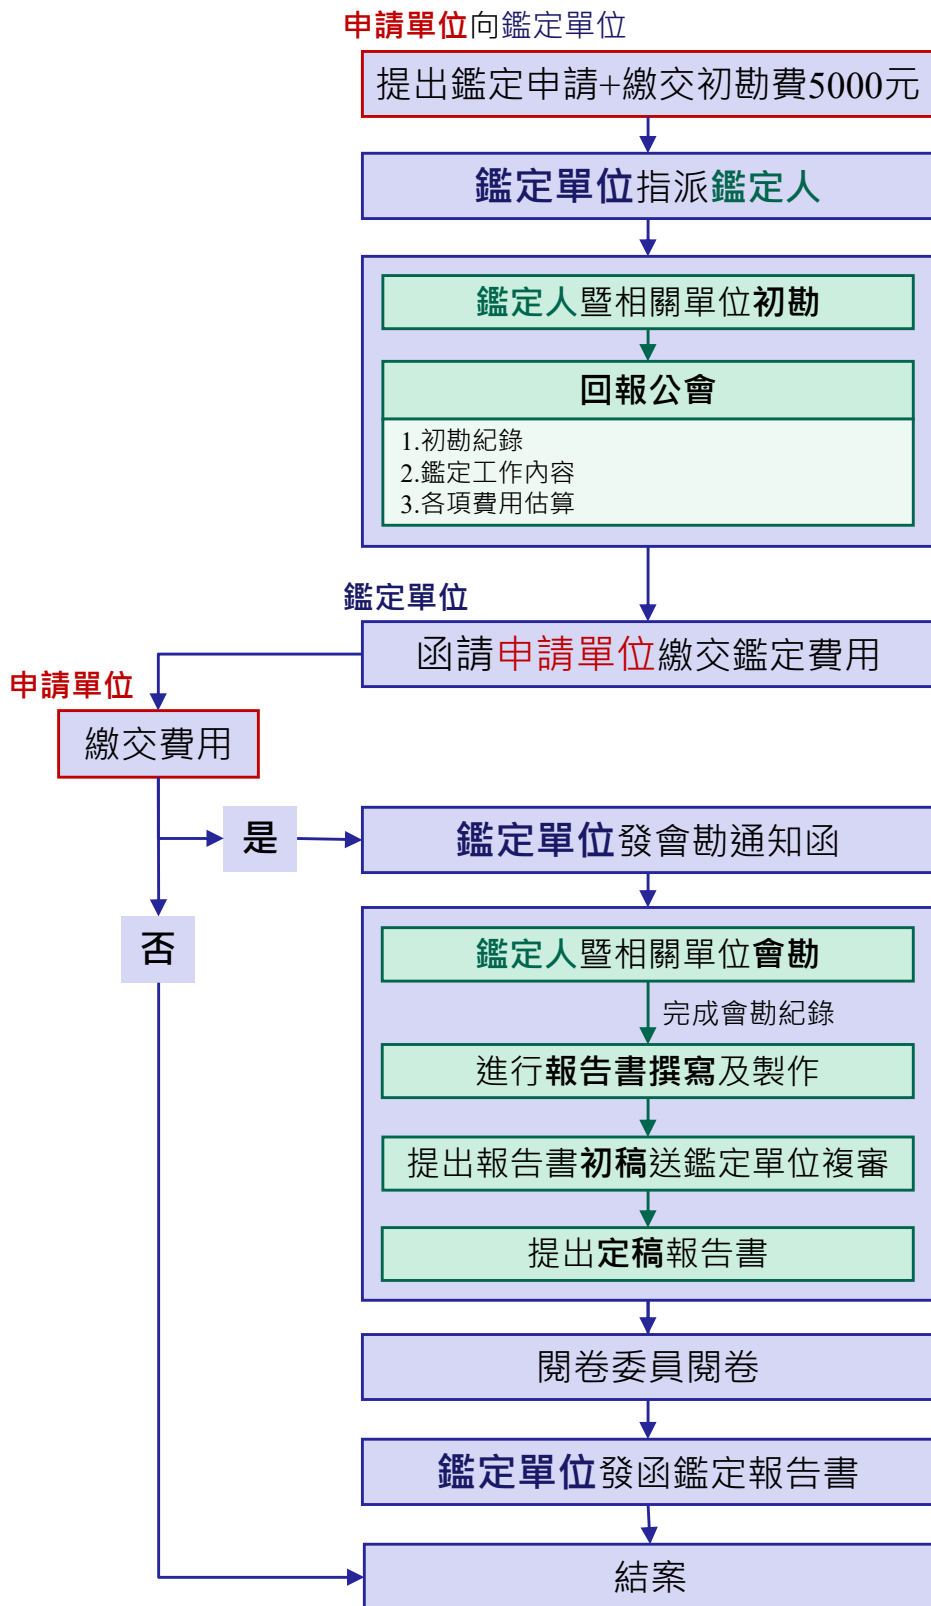 申請單位向鑑定單位
提出鑑定申請+繳交初勘費5000元
鑑定單位指派鑑定人
鑑定人暨相關單位初勘
回報公會
1.初勘紀錄
2.鑑定工作內容
3.各項費用估算
鑑定單位
函請申請單位繳交鑑定費用
申請單位
繳交費用
是
鑑定單位發會勘通知函
否
鑑定人暨相關單位會勘
完成會勘紀錄
進行報告書撰寫及製作
提出報告書初稿送鑑定單位複審
提出定稿報告書
閱卷委員閱卷
鑑定單位發函鑑定報告書
結案